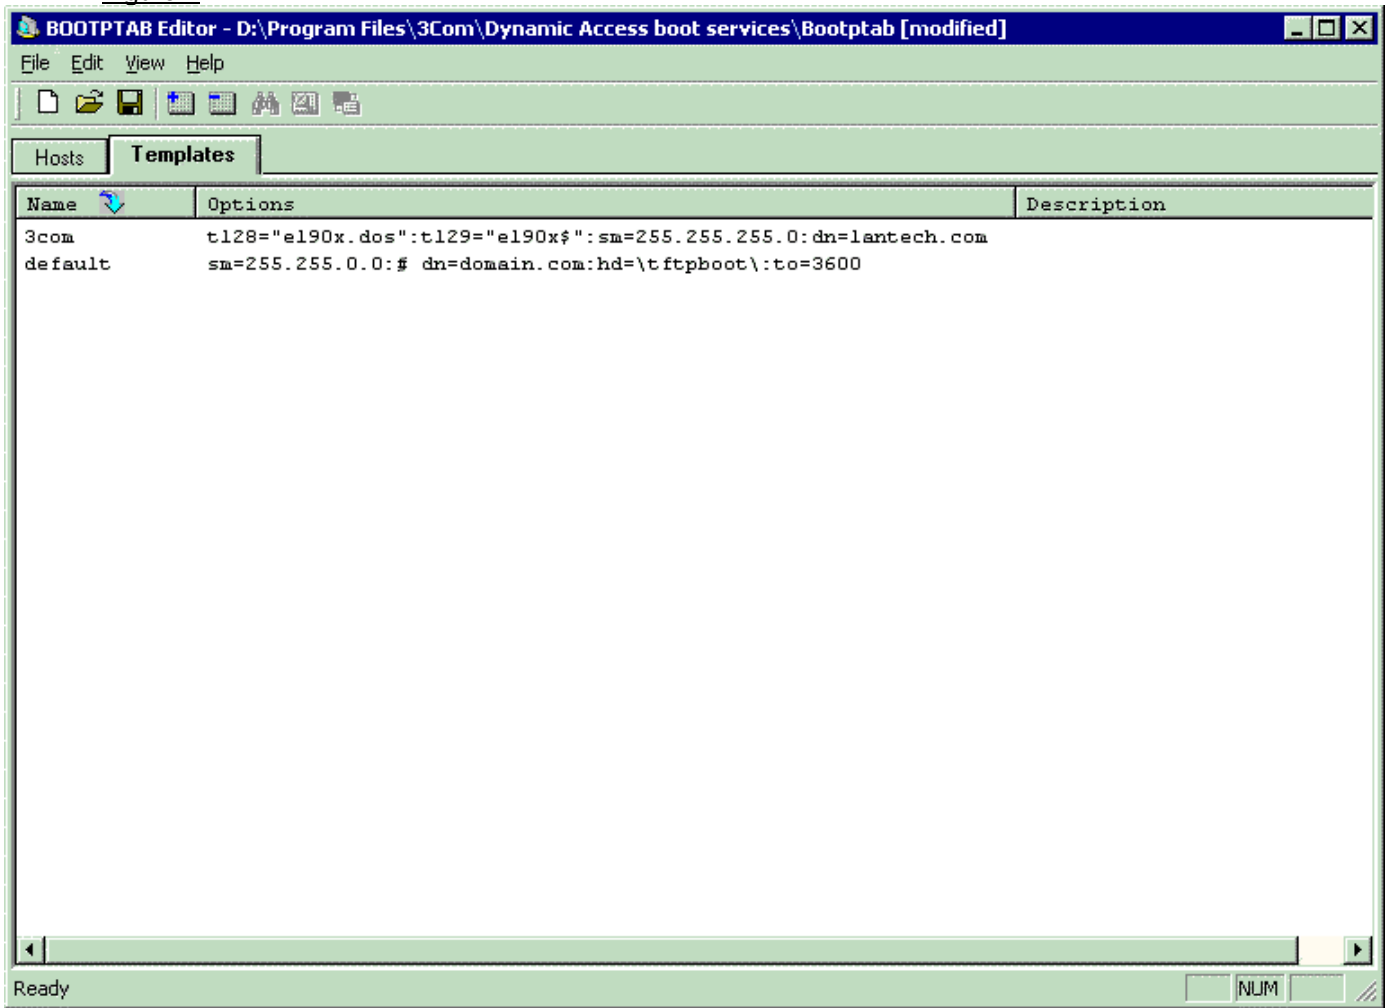 BOOTPTAB Editor - D:\Program Files\3Com\Dynamic Access boot services\Bootptab [modified]
File Edit View Help
Hosts Templates
Name Options Description
3com t128="el90x.dos":t129="el90x$":sm=255.255.255.0:dn=lantech.com
default sm=255.255.0.0:# dn=domain.com:hd=\tftpboot\:to=3600
Ready NUM